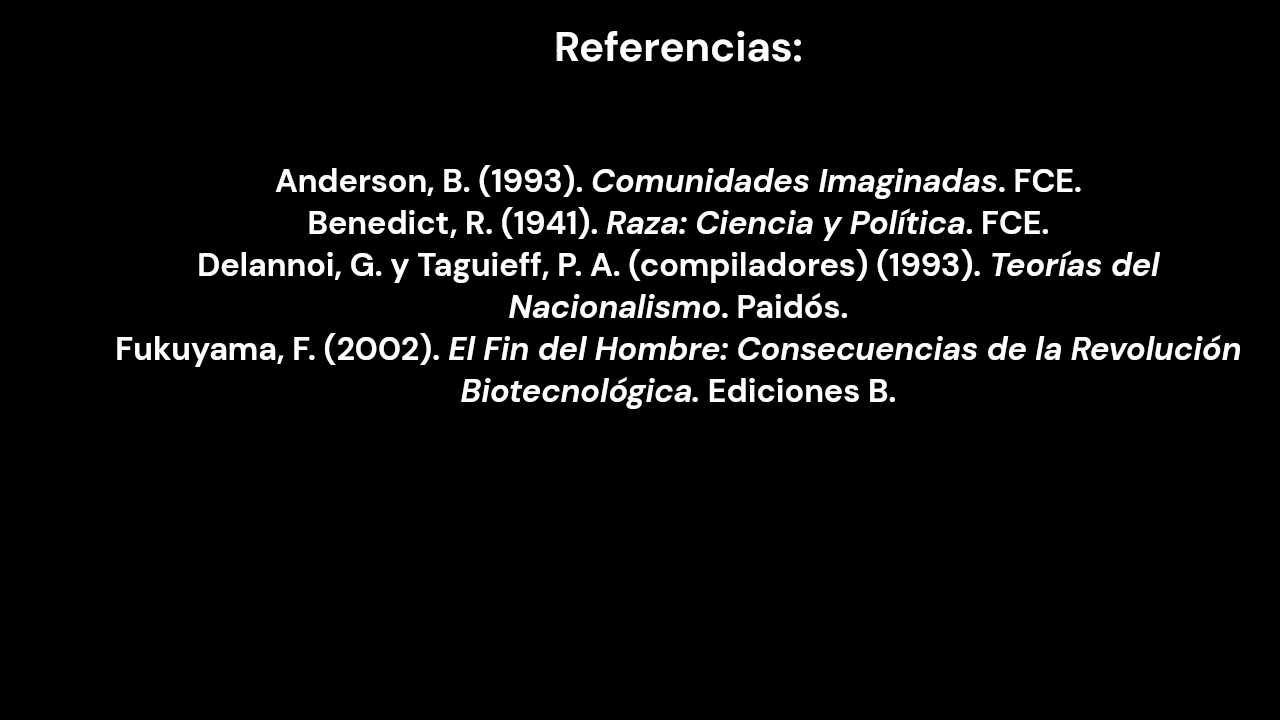 Referencias:
Anderson, B. (1993). Comunidades Imaginadas. FCE.
Benedict, R. (1941). Raza: Ciencia y Política. FCE.
Delannoi, G. y Taguieff, P. A. (compiladores) (1993). Teorías del
Nacionalismo. Paidós.
Fukuyama, F. (2002). El Fin del Hombre: Consecuencias de la Revolución
Biotecnológica. Ediciones B.